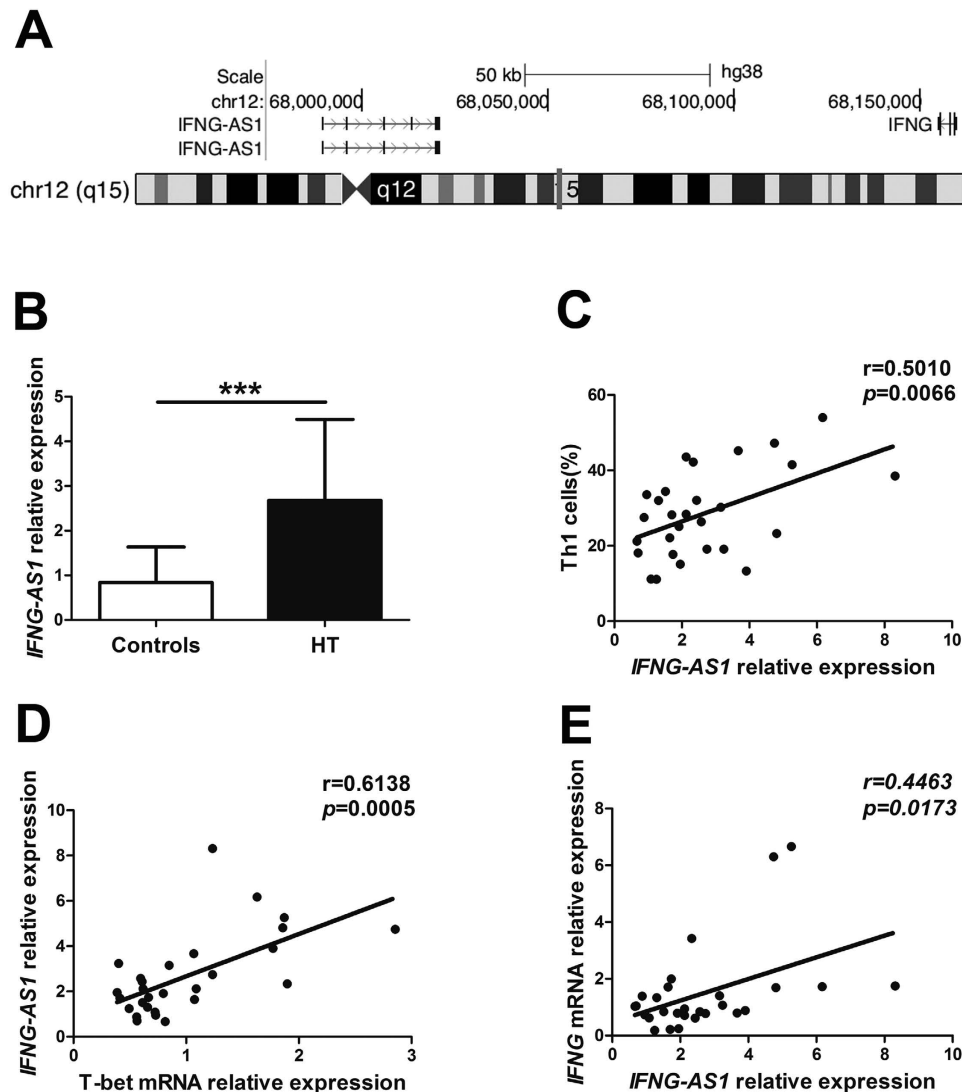 A
Scale
50 kb
hg38
chr12:
68,000,000
68,050,000
68,100,000
68,150,000
IFNG-AS1
IFNG
IFNG-AS1
chr12 (q15)
q12
15
B
IFNG-AS1 relative expression
5
4
3
2
1
0
***
Controls
HT
C
r=0.5010
p=0.0066
Th1 cells(%)
60
40
20
0
0
2
4
6
8
10
IFNG-AS1 relative expression
D
r=0.6138
p=0.0005
IFNG-AS1 relative expression
10
8
6
4
2
0
0
1
2
3
T-bet mRNA relative expression
E
r=0.4463
p=0.0173
IFNG mRNA relative expression
8
6
4
2
0
0
2
4
6
8
10
IFNG-AS1 relative expression